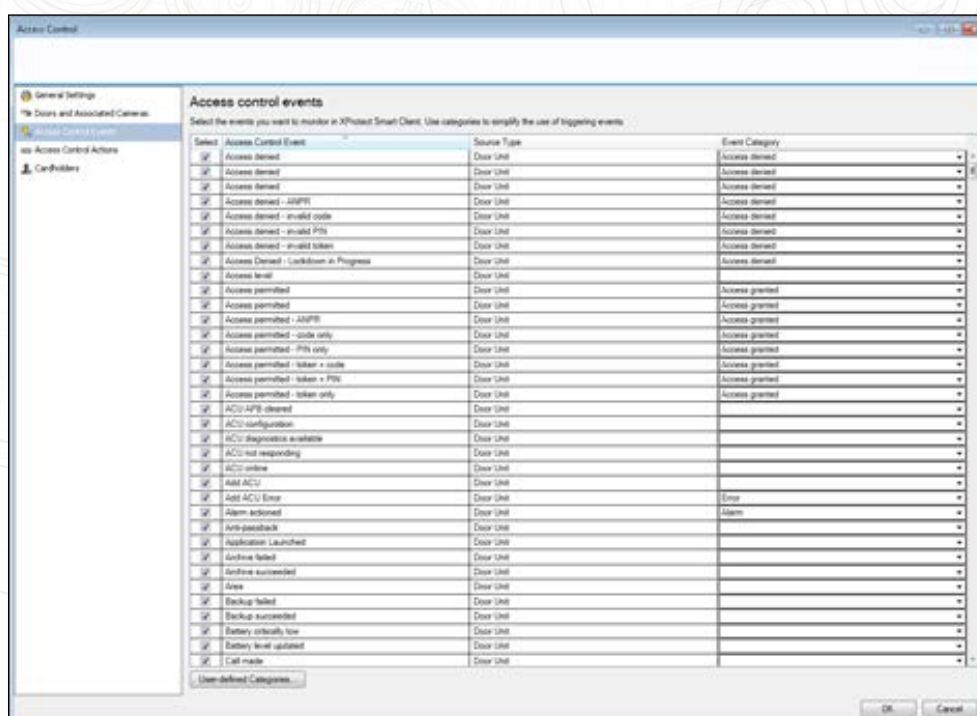 Access Control
General Settings
Doors and Associated Cameras
Access Control Events
Access Control Actions
Cardholders
Access control events
Select the events you want to monitor in XProtect Smart Client. Use categories to simplify the use of triggering events.
Select Access Control Event Source Type Event Category
Access denied Door Unit Access denied
Access denied Door Unit Access denied
Access denied Door Unit Access denied
Access denied - ANPR Door Unit Access denied
Access denied - invalid code Door Unit Access denied
Access denied - invalid PIN Door Unit Access denied
Access denied - invalid token Door Unit Access denied
Access Denied - Lockdown in Progress Door Unit Access denied
Access level Door Unit
Access permitted Door Unit Access granted
Access permitted Door Unit Access granted
Access permitted - ANPR Door Unit Access granted
Access permitted - code only Door Unit Access granted
Access permitted - PIN only Door Unit Access granted
Access permitted - token + code Door Unit Access granted
Access permitted - token + PIN Door Unit Access granted
Access permitted - token only Door Unit Access granted
ACU APB cleared Door Unit
ACU configuration Door Unit
ACU diagnostics available Door Unit
ACU not responding Door Unit
ACU online Door Unit
Add ACU Door Unit
Add ACU Error Door Unit Error
Alarm actioned Door Unit Alarm
Anti-passback Door Unit
Application Launched Door Unit
Archive failed Door Unit
Archive succeeded Door Unit
Area Door Unit
Backup failed Door Unit
Backup succeeded Door Unit
Battery critically low Door Unit
Battery level updated Door Unit
Call made Door Unit
User-defined Categories...
OK Cancel